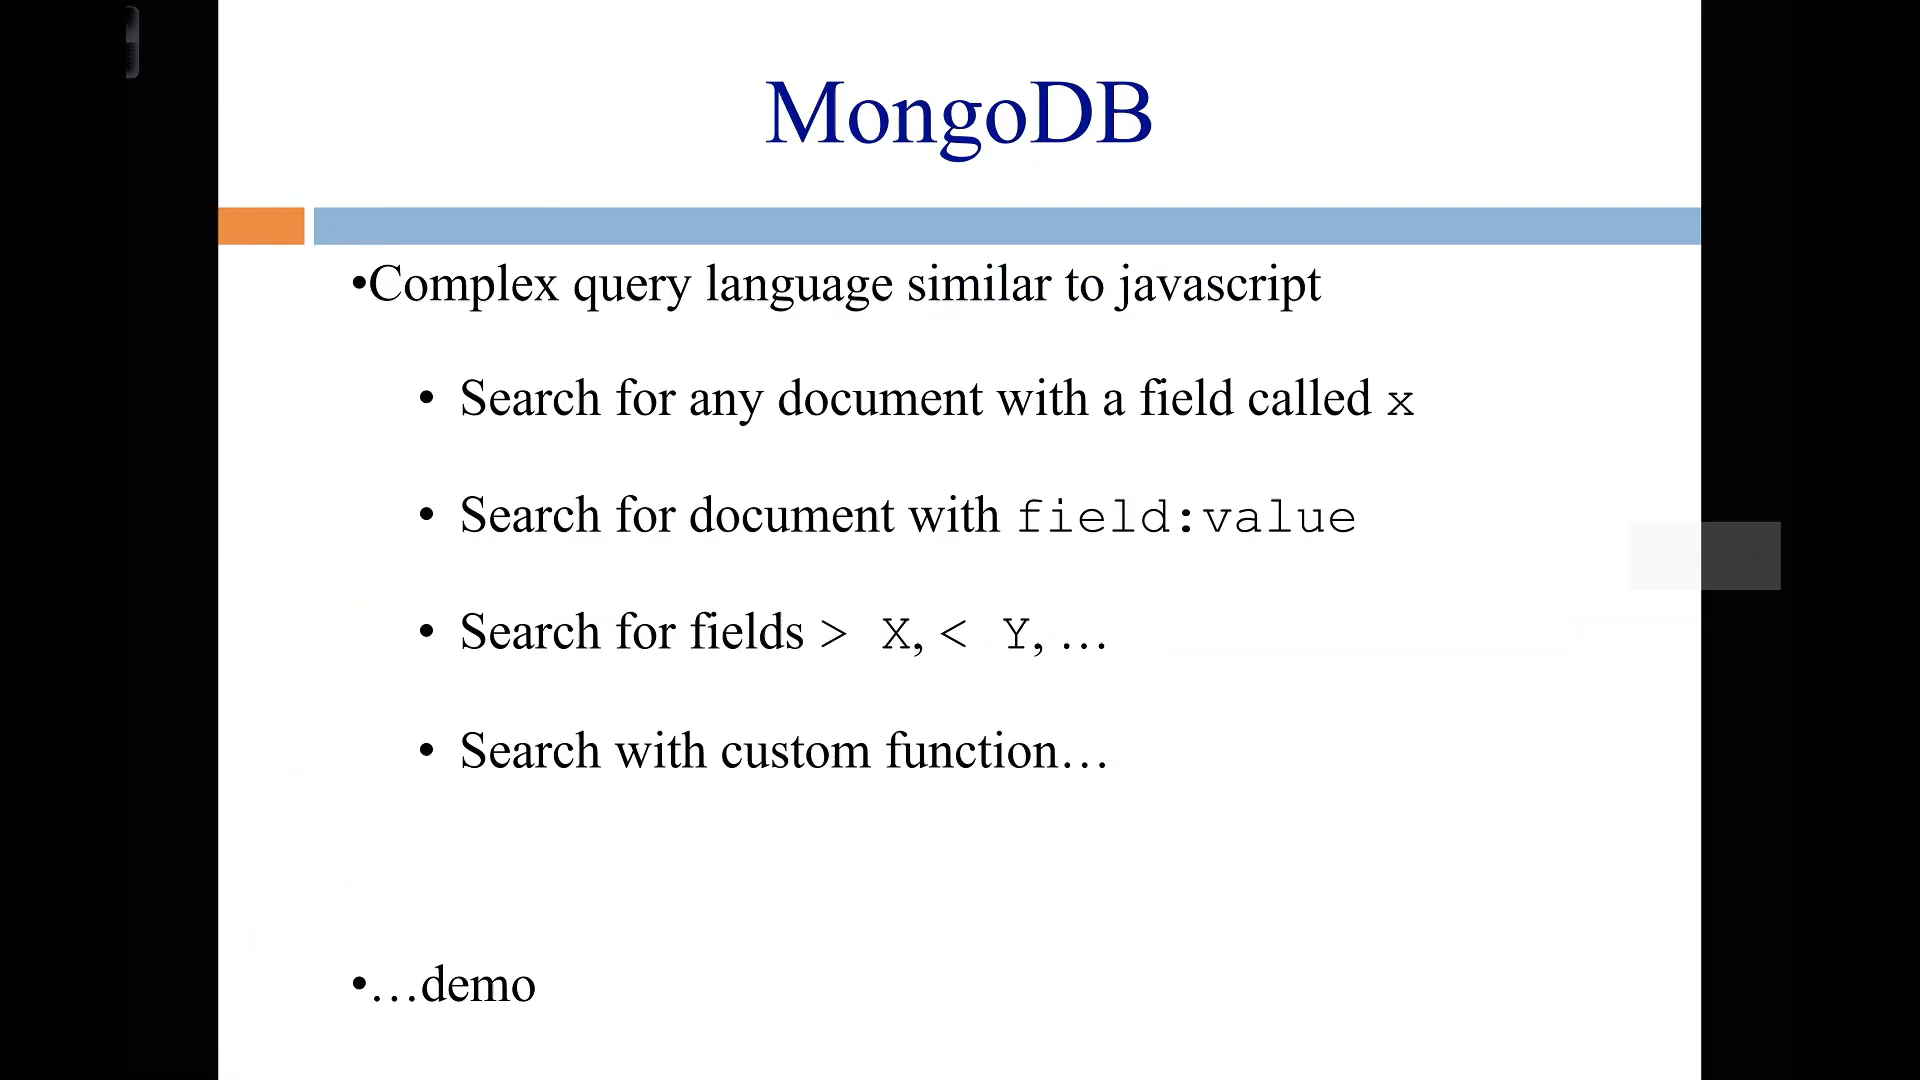 MongoDB
•Complex query language similar to javascript
• Search for any document with a field called x
• Search for document with field:value
• Search for fields > X, < Y, …
• Search with custom function…
•…demo